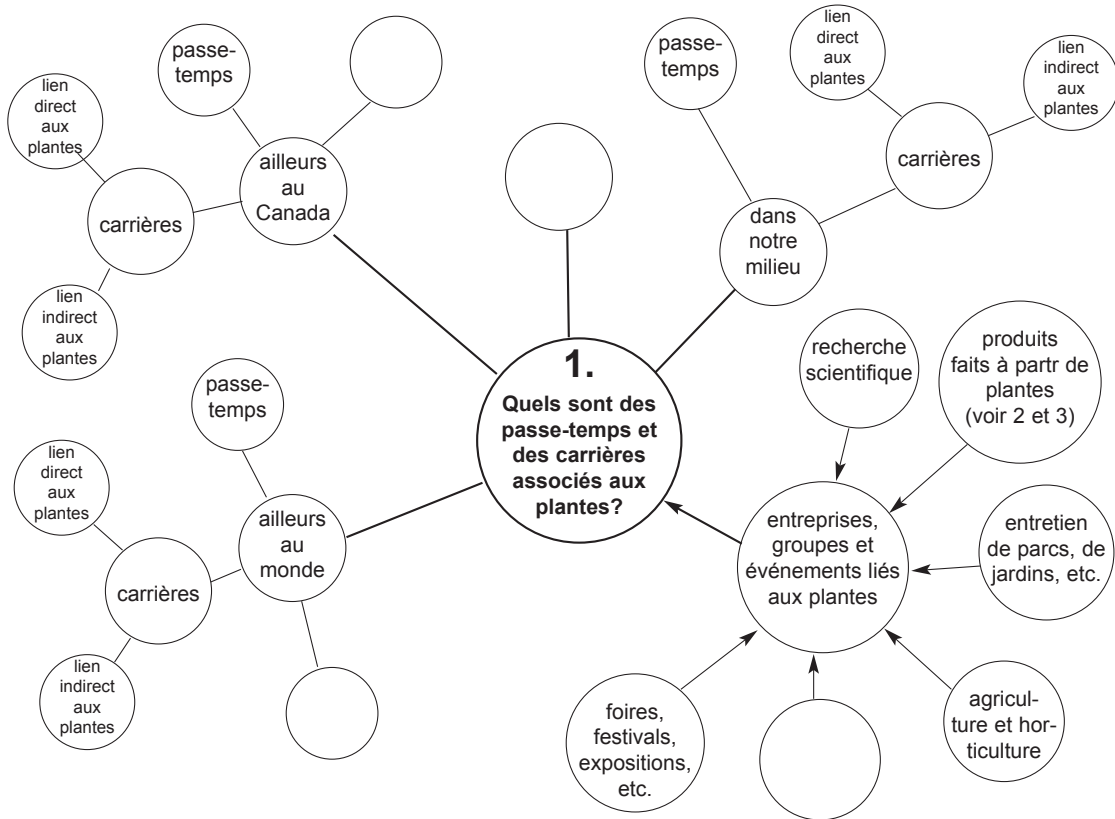 passe-
temps
lien
direct
aux
plantes
ailleurs
au
Canada
carrières
lien
indirect
aux
plantes
passe-
temps
lien
direct
aux
plantes
lien
indirect
aux
plantes
carrières
dans
notre
milieu
1.
Quels sont des
passe-temps et
des carrières
associés aux
plantes?
passe-
temps
lien
direct
aux
plantes
ailleurs
au
monde
carrières
lien
indirect
aux
plantes
recherche
scientifique
produits
faits à partr de
plantes
(voir 2 et 3)
entreprises,
groupes et
événements liés
aux plantes
entretien
de parcs, de
jardins, etc.
foires,
festivals,
expositions,
etc.
agricul-
ture et hor-
ticulture